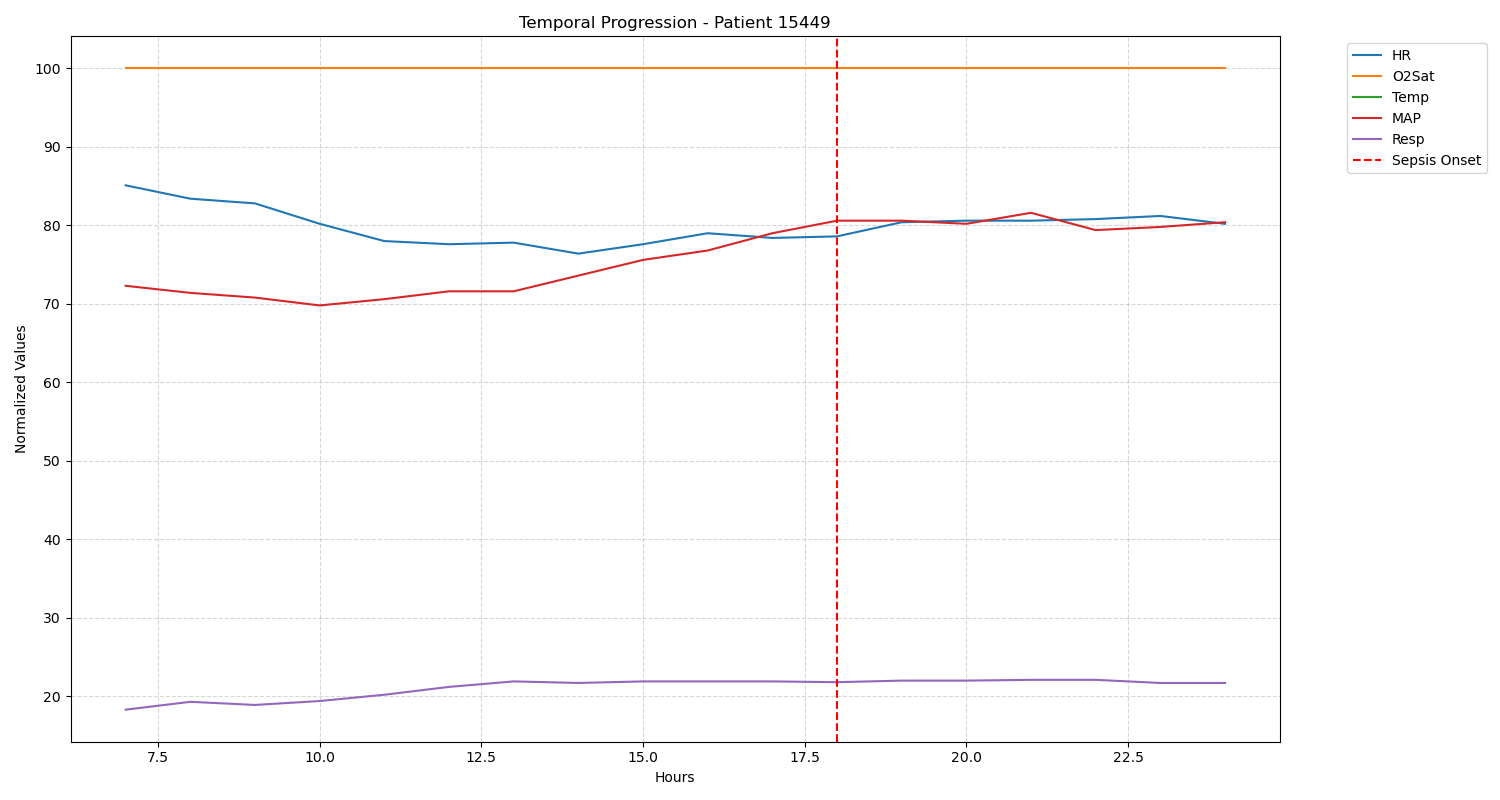 Temporal Progression - Patient 15449
HR
O2Sat
Temp
MAP
Resp
Sepsis Onset
100
90
80
70
60
50
40
30
20
Normalized Values
7.5
10.0
12.5
15.0
17.5
20.0
22.5
Hours